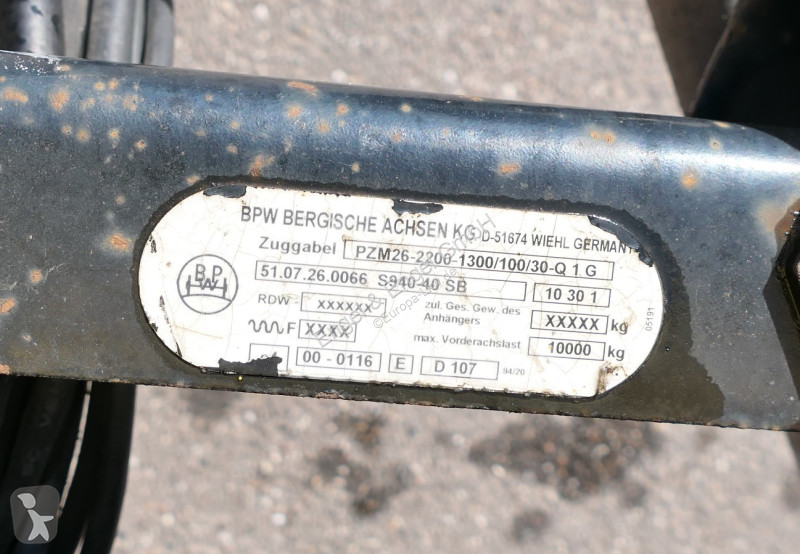 BPW BERGISCHE ACHSEN KG D-51674 WIEHL GERMANY
Zuggabel PZM26-2200-1300/100/30-Q 1 G
51.07.26.0066 S940-40 SB 10 30 1
B P W
RDW - xxxxxx zul. Ges. Gew. des Anhängers XXXXX kg
F XXXX max. Vorderachslast 10000 kg
00 - 0116 E D 107 94/20
05191